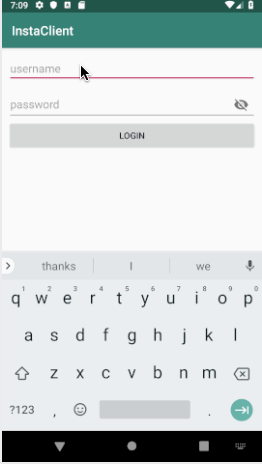 7:09
InstaClient
username
password
LOGIN
thanks I we
1 2 3 4 5 6 7 8 9 0
q w e r t y u i o p
a s d f g h j k l
z x c v b n m
?123 , .